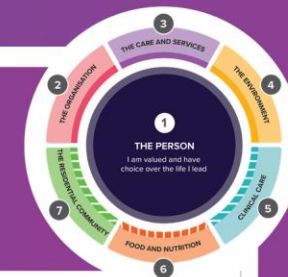 1
THE PERSON
I am valued and have
choice over the life I lead
2
THE ORGANISATION
3
THE CARE AND SERVICES
4
THE ENVIRONMENT
5
CLINICAL CARE
6
FOOD AND NUTRITION
7
THE RESIDENTIAL COMMUNITY